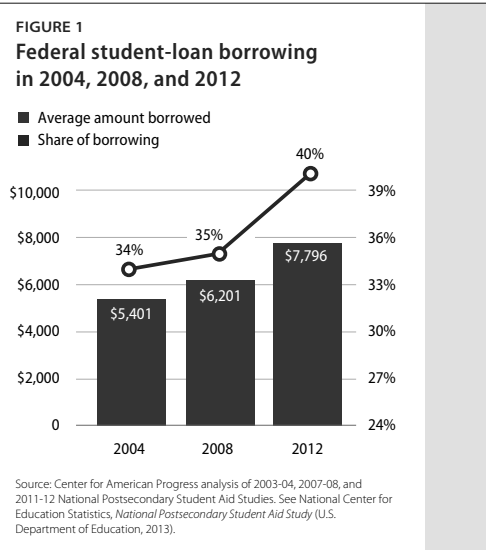 FIGURE 1
Federal student-loan borrowing
in 2004, 2008, and 2012
Average amount borrowed
Share of borrowing
40%
$10,000 39%
34% 35%
$8,000 36%
$7,796
$6,000 33%
$6,201
$5,401
$4,000 30%
$2,000 27%
0 24%
2004 2008 2012
Source: Center for American Progress analysis of 2003-04, 2007-08, and
2011-12 National Postsecondary Student Aid Studies. See National Center for
Education Statistics, National Postsecondary Student Aid Study (U.S.
Department of Education, 2013).